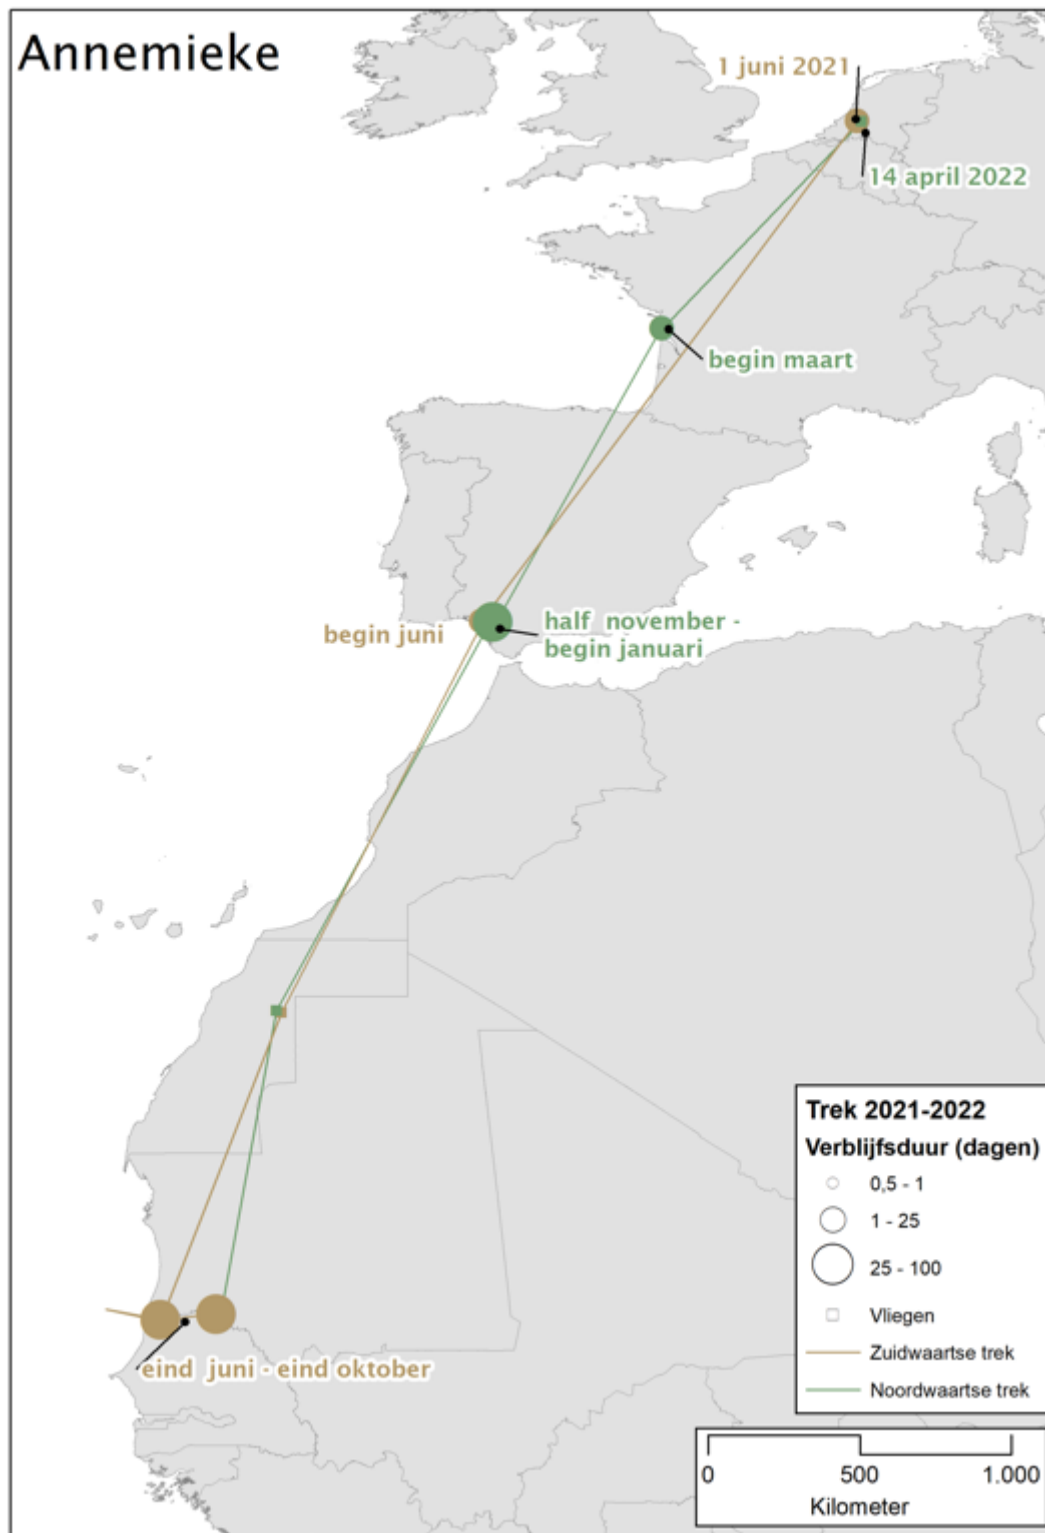 Annemieke
1 juni 2021
14 april 2022
begin maart
begin juni
half november -
begin januari
eind juni - eind oktober
Trek 2021-2022
Verblijfsduur (dagen)
0,5 - 1
1 - 25
25 - 100
Vliegen
Zuidwaartse trek
Noordwaartse trek
0 500 1.000
Kilometer